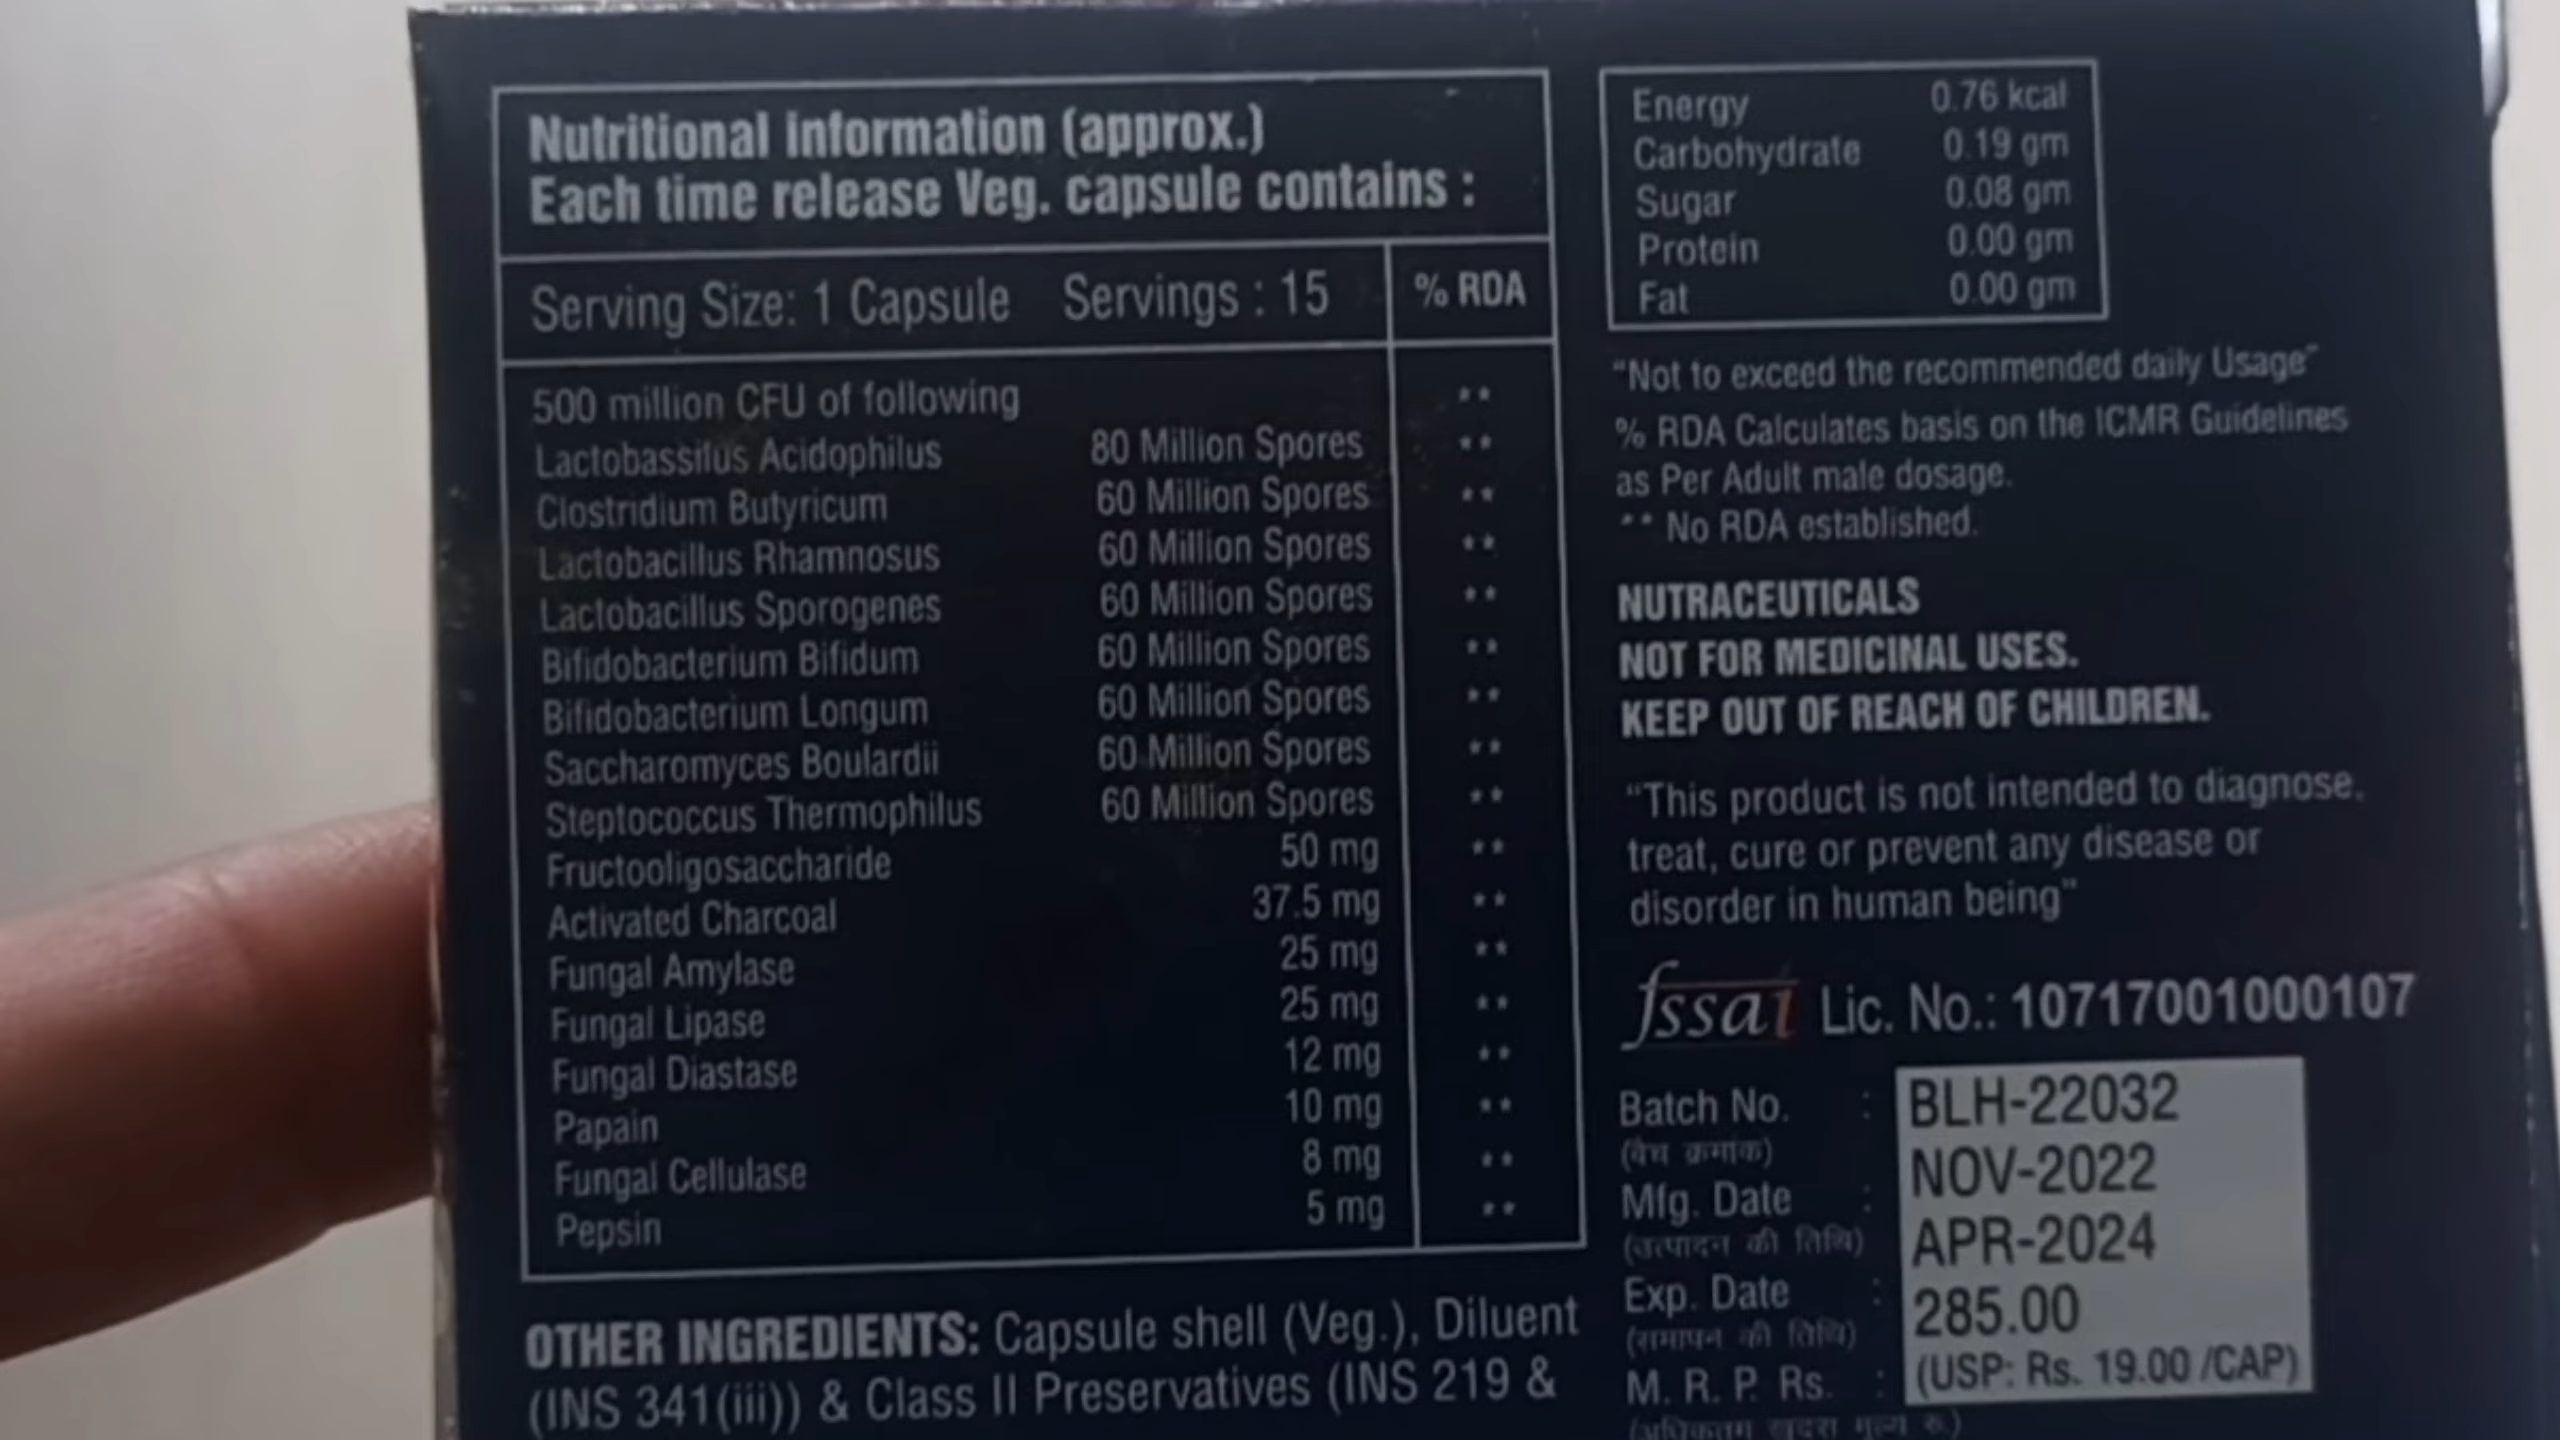 Nutritional information (approx.)
Each time release Veg. capsule contains :
Serving Size: 1 Capsule Servings : 15 % RDA
500 million CFU of following **
Lactobassilus Acidophilus 80 Million Spores **
Clostridium Butyricum 60 Million Spores **
Lactobacillus Rhamnosus 60 Million Spores **
Lactobacillus Sporogenes 60 Million Spores **
Bifidobacterium Bifidum 60 Million Spores **
Bifidobacterium Longum 60 Million Spores **
Saccharomyces Boulardii 60 Million Spores **
Steptococcus Thermophilus 60 Million Spores **
Fructooligosaccharide 50 mg **
Activated Charcoal 37.5 mg **
Fungal Amylase 25 mg **
Fungal Lipase 25 mg **
Fungal Diastase 12 mg **
Papain 10 mg **
Fungal Cellulase 8 mg **
Pepsin 5 mg **
OTHER INGREDIENTS: Capsule shell (Veg.), Diluent
(INS 341(iii)) & Class II Preservatives (INS 219 &
Energy 0.76 kcal
Carbohydrate 0.19 gm
Sugar 0.08 gm
Protein 0.00 gm
Fat 0.00 gm
"Not to exceed the recommended daily Usage"
% RDA Calculates basis on the ICMR Guidelines
as Per Adult male dosage.
** No RDA established.
NUTRACEUTICALS
NOT FOR MEDICINAL USES.
KEEP OUT OF REACH OF CHILDREN.
"This product is not intended to diagnose.
treat, cure or prevent any disease or
disorder in human being"
fssai Lic. No.: 10717001000107
Batch No. : BLH-22032
(बैच क्रमांक)
Mfg. Date : NOV-2022
(उत्पादन की तिथि) APR-2024
Exp. Date : 285.00
(समापन की तिथि)
M. R. P. Rs. : (USP: Rs. 19.00 /CAP)
(अधिकतम खुदरा मूल्य रु.)